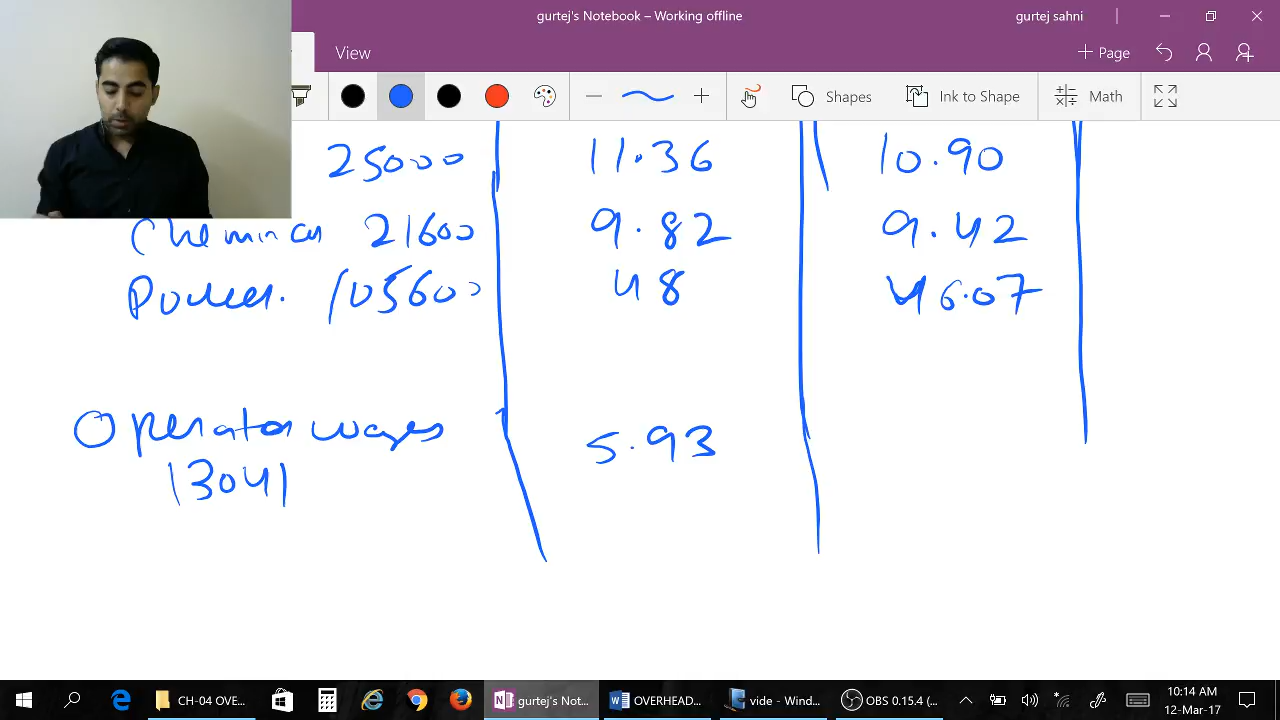 gurtej's Notebook – Working offline
gurtej sahni
View
Page
Shapes
Ink to Shape
Math
25000 11.36 10.90
Chemical 21600 9.82 9.42
Power. 105600 48 46.07
Operator wages 5.93
13041
CH-04 OVE...
gurtej's Not...
OVERHEAD...
vide - Wind...
OBS 0.15.4 (...
10:14 AM
12-Mar-17